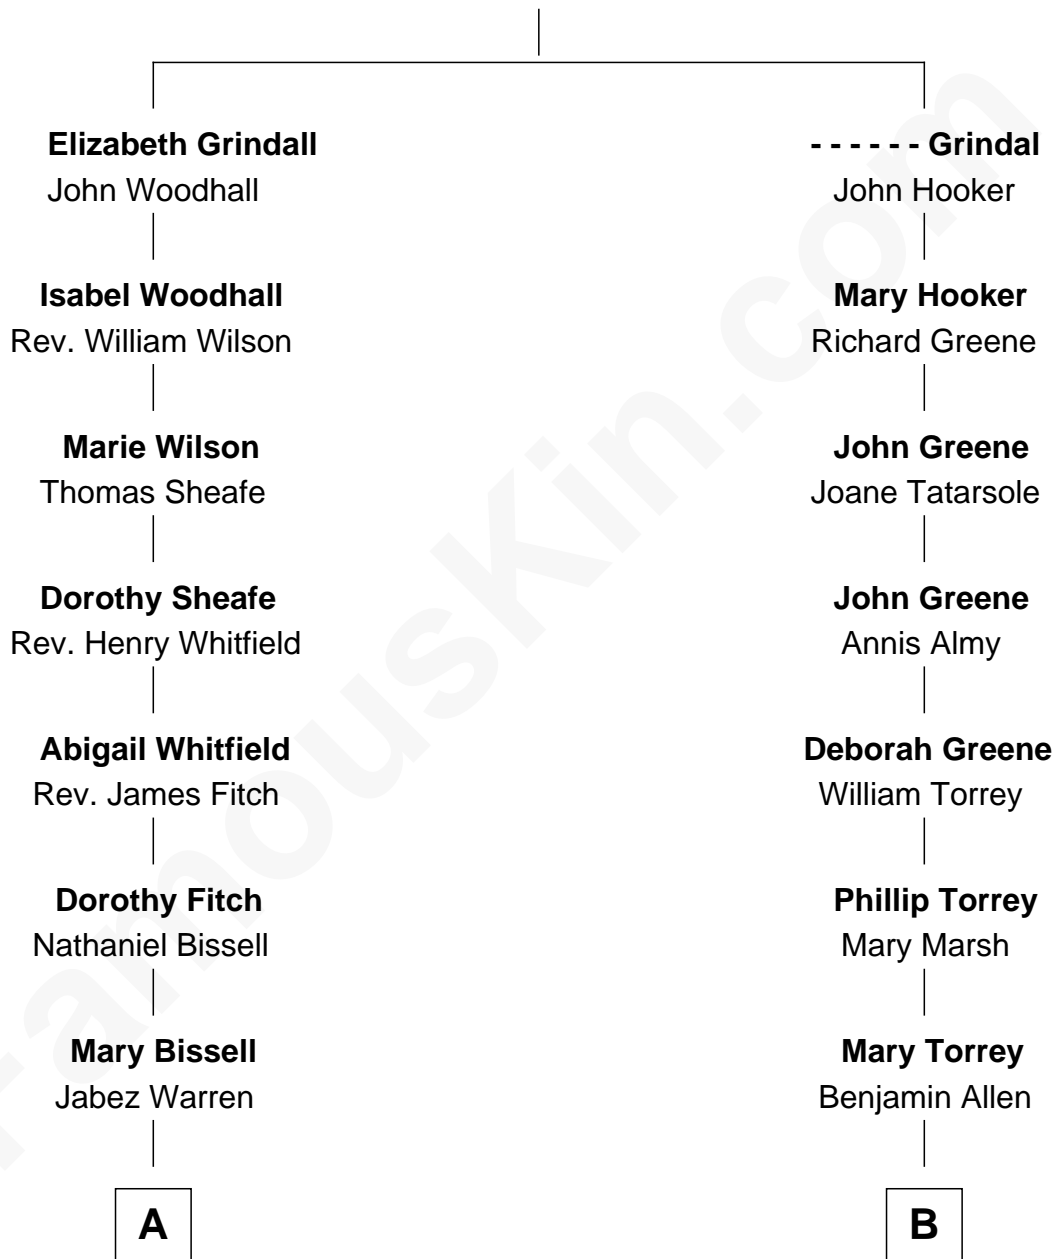 Elizabeth Grindall
John Woodhall
- - - - - - Grindal
John Hooker
Isabel Woodhall
Rev. William Wilson
Mary Hooker
Richard Greene
Marie Wilson
Thomas Sheafe
John Greene
Joane Tatarsole
Dorothy Sheafe
Rev. Henry Whitfield
John Greene
Annis Almy
Abigail Whitfield
Rev. James Fitch
Deborah Greene
William Torrey
Dorothy Fitch
Nathaniel Bissell
Phillip Torrey
Mary Marsh
Mary Bissell
Jabez Warren
Mary Torrey
Benjamin Allen
A
B
FamousKin.com